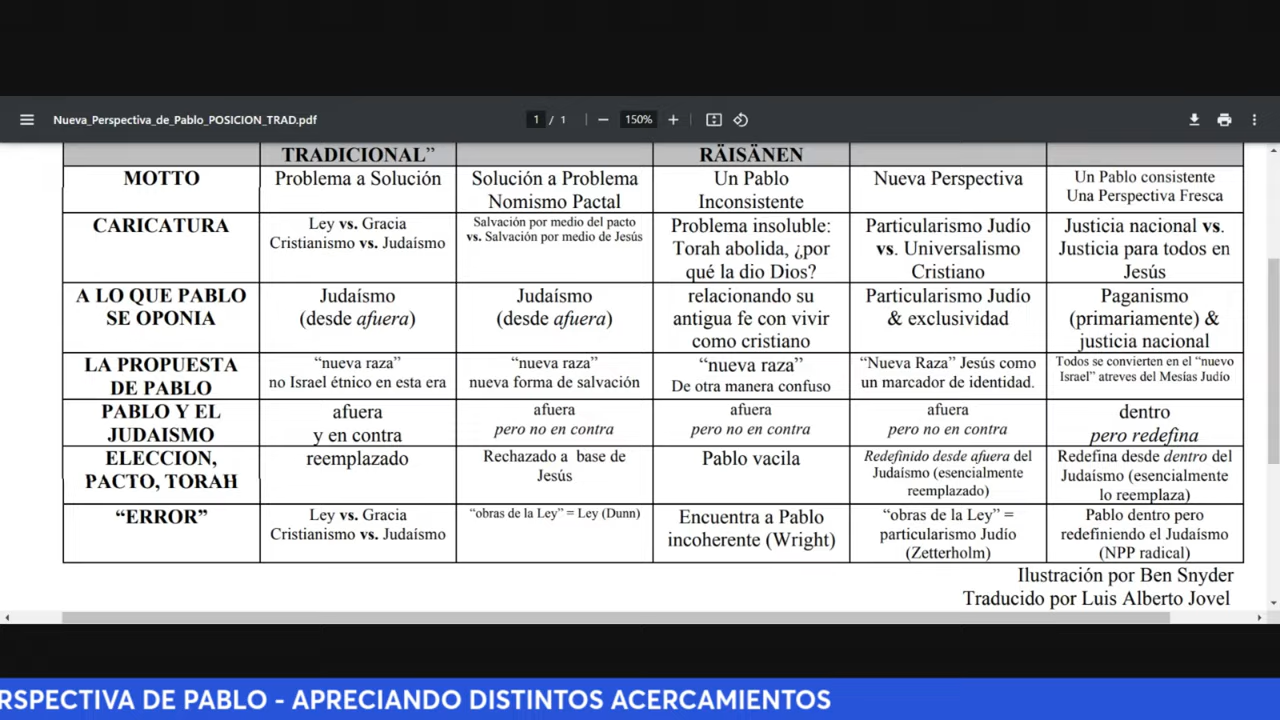 Nueva_Perspectiva_de_Pablo_POSICION_TRAD.pdf
1 / 1
150%
TRADICIONAL”
RÄISÄNEN
MOTTO
Problema a Solución
Solución a Problema
Nomismo Pactal
Un Pablo
Inconsistente
Nueva Perspectiva
Un Pablo consistente
Una Perspectiva Fresca
CARICATURA
Ley vs. Gracia
Cristianismo vs. Judaísmo
Salvación por medio del pacto
vs. Salvación por medio de Jesús
Problema insoluble:
Torah abolida, ¿por
qué la dio Dios?
Particularismo Judío
vs. Universalismo
Cristiano
Justicia nacional vs.
Justicia para todos en
Jesús
A LO QUE PABLO
SE OPONIA
Judaísmo
(desde afuera)
Judaísmo
(desde afuera)
relacionando su
antigua fe con vivir
como cristiano
Particularismo Judío
& exclusividad
Paganismo
(primariamente) &
justicia nacional
LA PROPUESTA
DE PABLO
“nueva raza”
no Israel étnico en esta era
“nueva raza”
nueva forma de salvación
“nueva raza”
De otra manera confuso
“Nueva Raza” Jesús como
un marcador de identidad.
Todos se convierten en el “nuevo
Israel” atreves del Mesías Judío
PABLO Y EL
JUDAISMO
afuera
y en contra
afuera
pero no en contra
afuera
pero no en contra
afuera
pero no en contra
dentro
pero redefina
ELECCION,
PACTO, TORAH
reemplazado
Rechazado a base de
Jesús
Pablo vacila
Redefinido desde afuera del
Judaísmo (esencialmente
reemplazado)
Redefina desde dentro del
Judaísmo (esencialmente
lo reemplaza)
“ERROR”
Ley vs. Gracia
Cristianismo vs. Judaísmo
“obras de la Ley” = Ley (Dunn)
Encuentra a Pablo
incoherente (Wright)
“obras de la Ley” =
particularismo Judío
(Zetterholm)
Pablo dentro pero
redefiniendo el Judaísmo
(NPP radical)
Ilustración por Ben Snyder
Traducido por Luis Alberto Jovel
RSPECTIVA DE PABLO - APRECIANDO DISTINTOS ACERCAMIENTOS